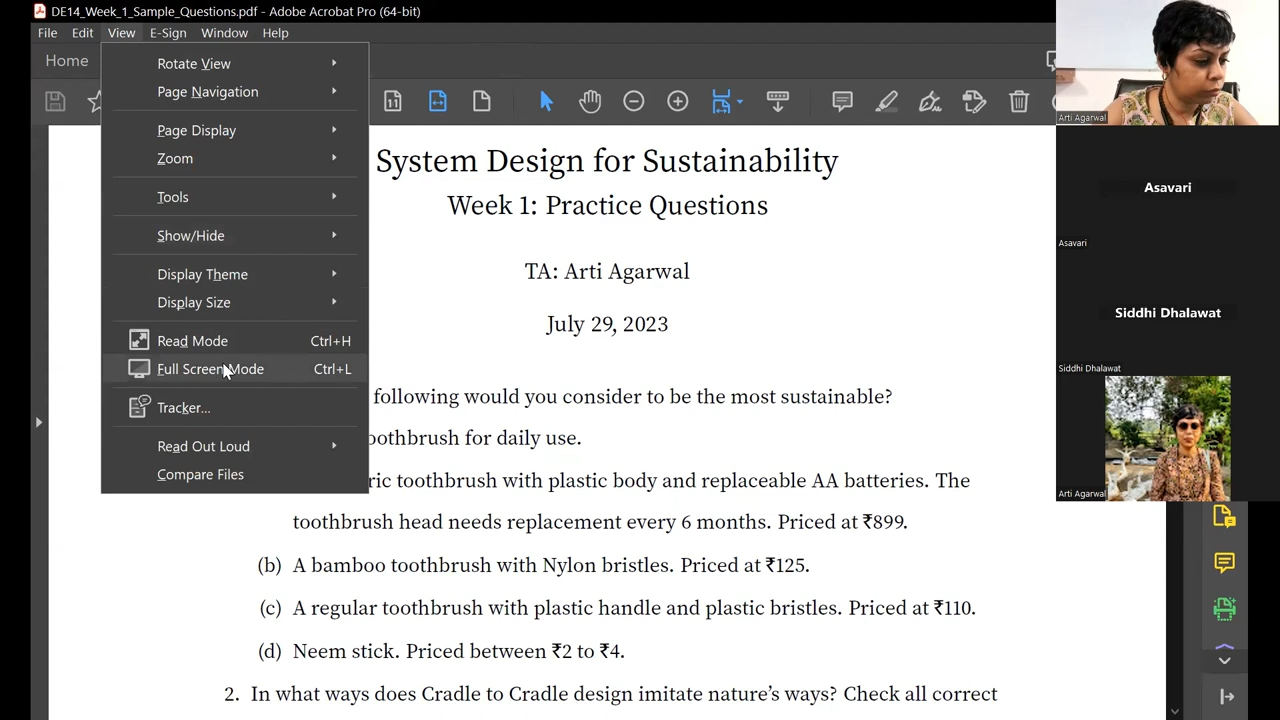 DE14_Week_1_Sample_Questions.pdf - Adobe Acrobat Pro (64-bit)
File Edit View E-Sign Window Help
Home
Rotate View
Page Navigation
Page Display
Zoom
Tools
Show/Hide
Display Theme
Display Size
Read Mode Ctrl+H
Full Screen Mode Ctrl+L
Tracker...
Read Out Loud
Compare Files
System Design for Sustainability
Week 1: Practice Questions
TA: Arti Agarwal
July 29, 2023
following would you consider to be the most sustainable?
oothbrush for daily use.
ric toothbrush with plastic body and replaceable AA batteries. The
toothbrush head needs replacement every 6 months. Priced at ₹899.
(b) A bamboo toothbrush with Nylon bristles. Priced at ₹125.
(c) A regular toothbrush with plastic handle and plastic bristles. Priced at ₹110.
(d) Neem stick. Priced between ₹2 to ₹4.
2. In what ways does Cradle to Cradle design imitate nature's ways? Check all correct
Arti Agarwal
Asavari
Asavari
Siddhi Dhalawat
Siddhi Dhalawat
Arti Agarwal